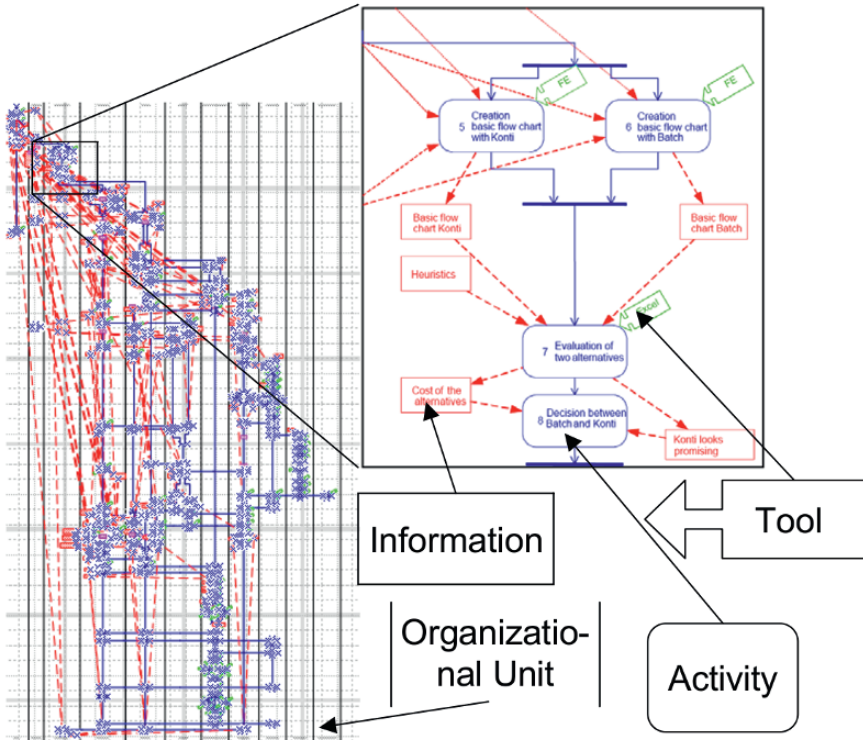 FE
FE
Creation
5 basic flow chart
with Konti
Creation
6 basic flow chart
with Batch
Basic flow
chart Konti
Basic flow
chart Batch
Heuristics
Excel
7 Evaluation of
two alternatives
Cost of the
alternatives
8 Decision between
Batch and Konti
Konti looks
promising
Information
Tool
Organizatio-
nal Unit
Activity